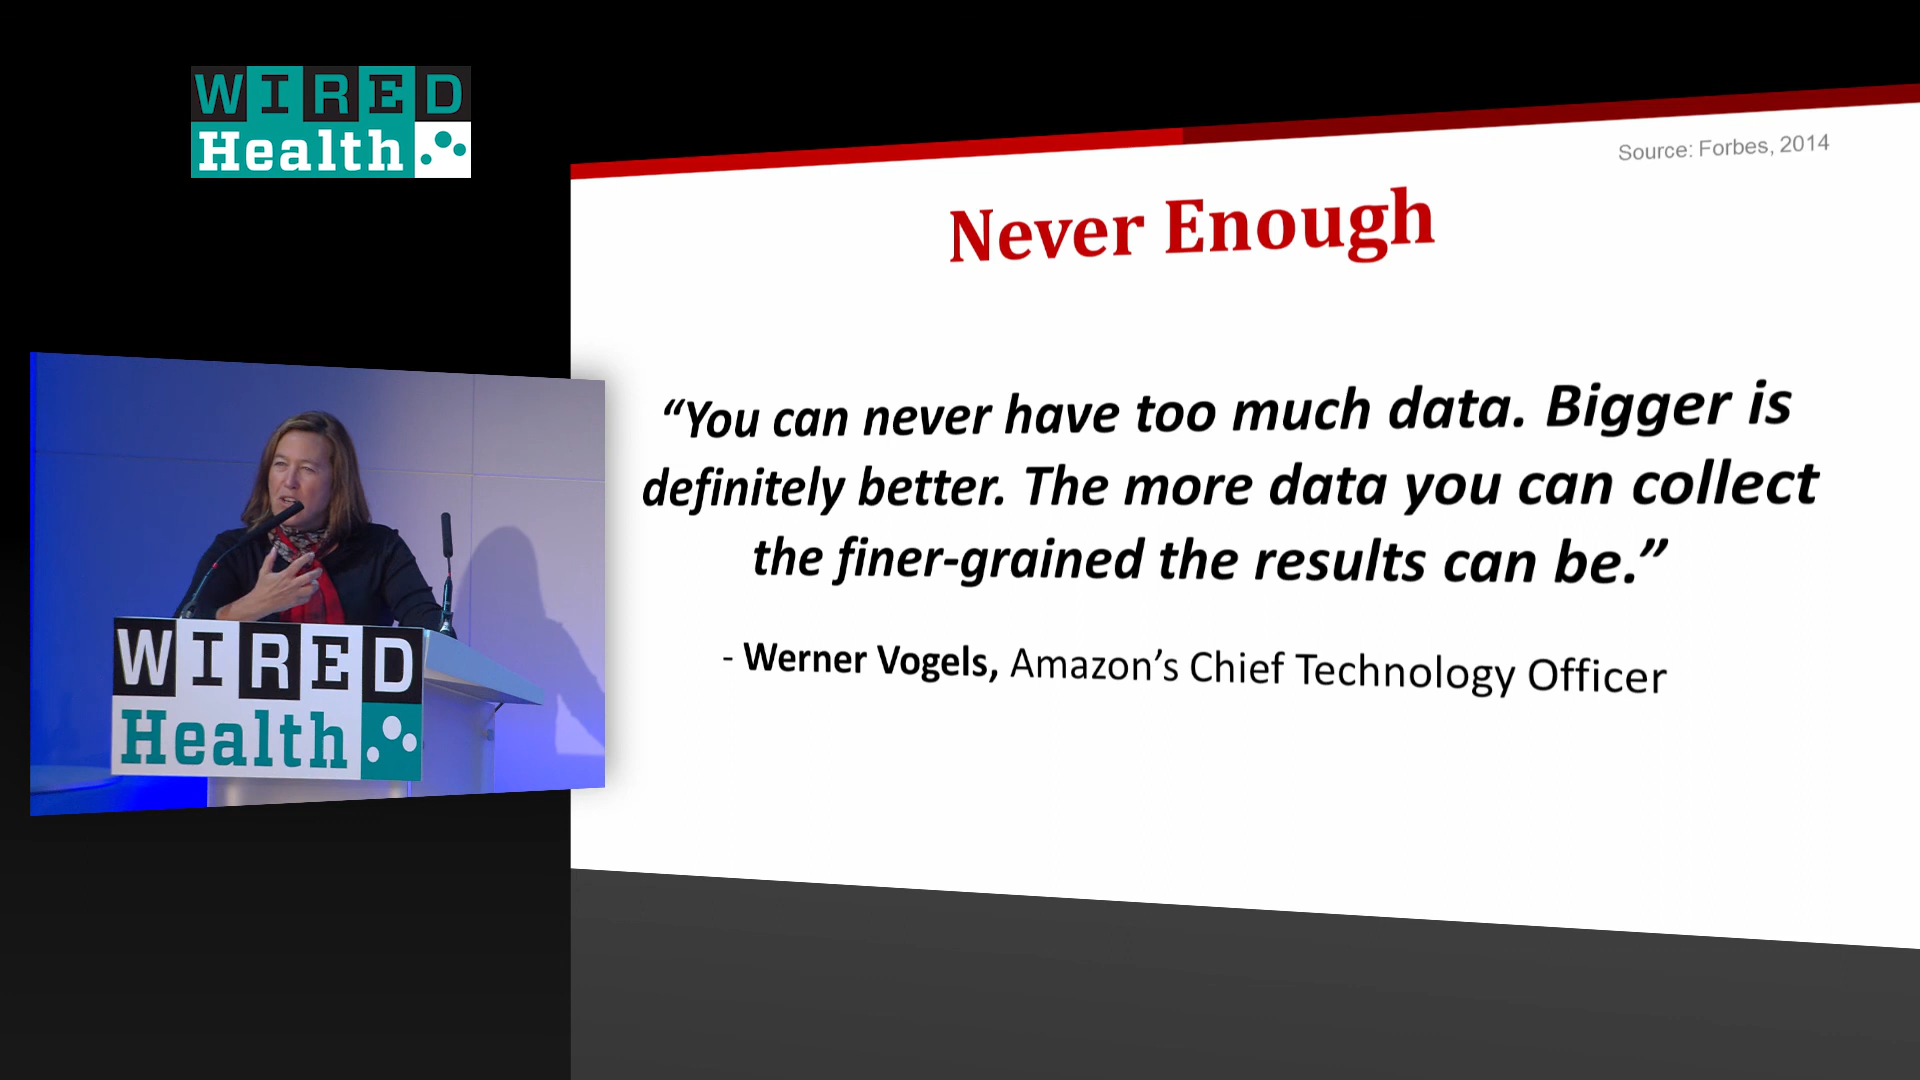 WIRED
Health
Source: Forbes, 2014
Never Enough
“You can never have too much data. Bigger is
definitely better. The more data you can collect
the finer-grained the results can be.”
- Werner Vogels, Amazon’s Chief Technology Officer
WIRED
Health